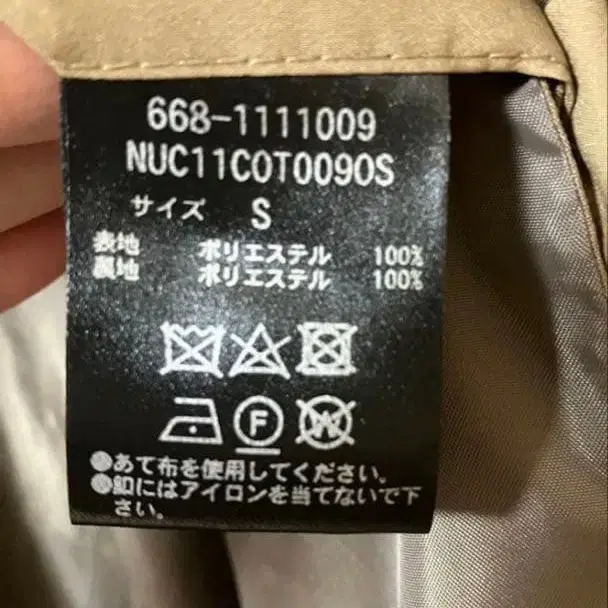 668-1111009
NUC11C0T0090S
サイズ S
表地 ポリエステル 100%
裏地 ポリエステル 100%
F W
●あて布を使用してください。
●釦にはアイロンを当てないで下
さい。